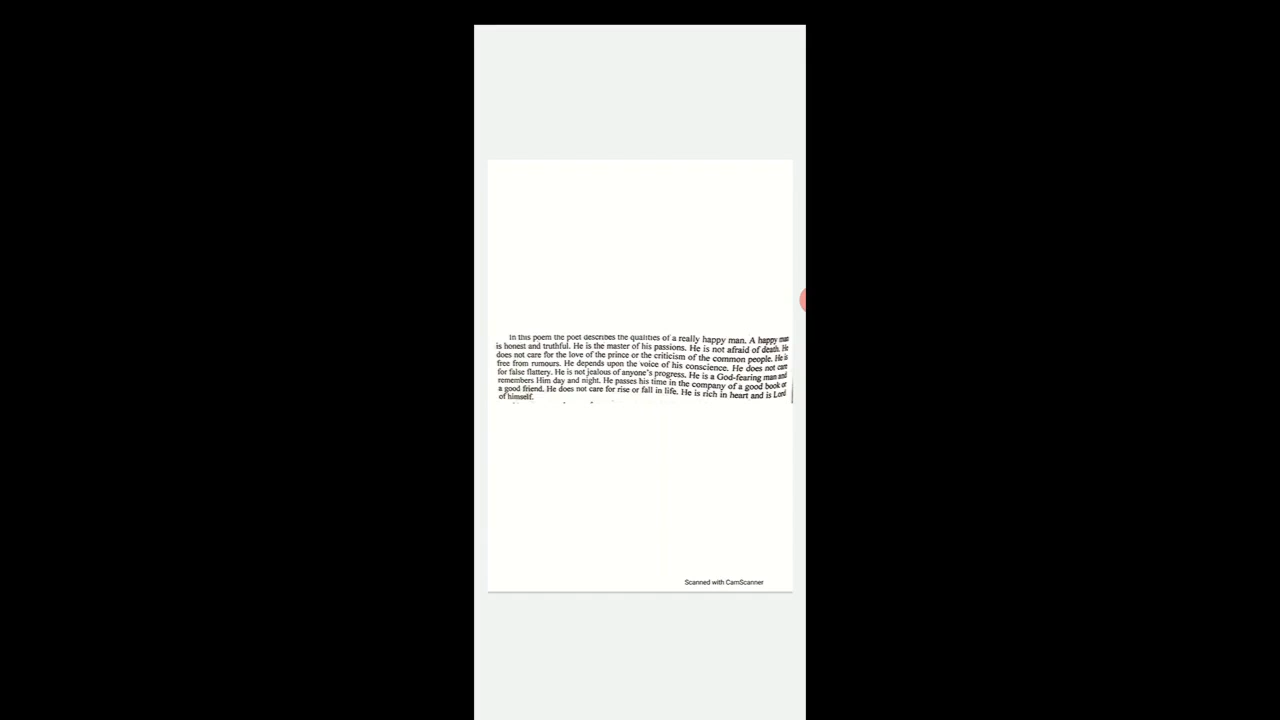 In this poem the poet describes the qualities of a really happy man. A happy man
is honest and truthful. He is the master of his passions. He is not afraid of death. He
does not care for the love of the prince or the criticism of the common people. He is
free from rumours. He depends upon the voice of his conscience. He does not care
for false flattery. He is not jealous of anyone's progress. He is a God-fearing man and
remembers Him day and night. He passes his time in the company of a good book or
a good friend. He does not care for rise or fall in life. He is rich in heart and is Lord
of himself.
Scanned with CamScanner